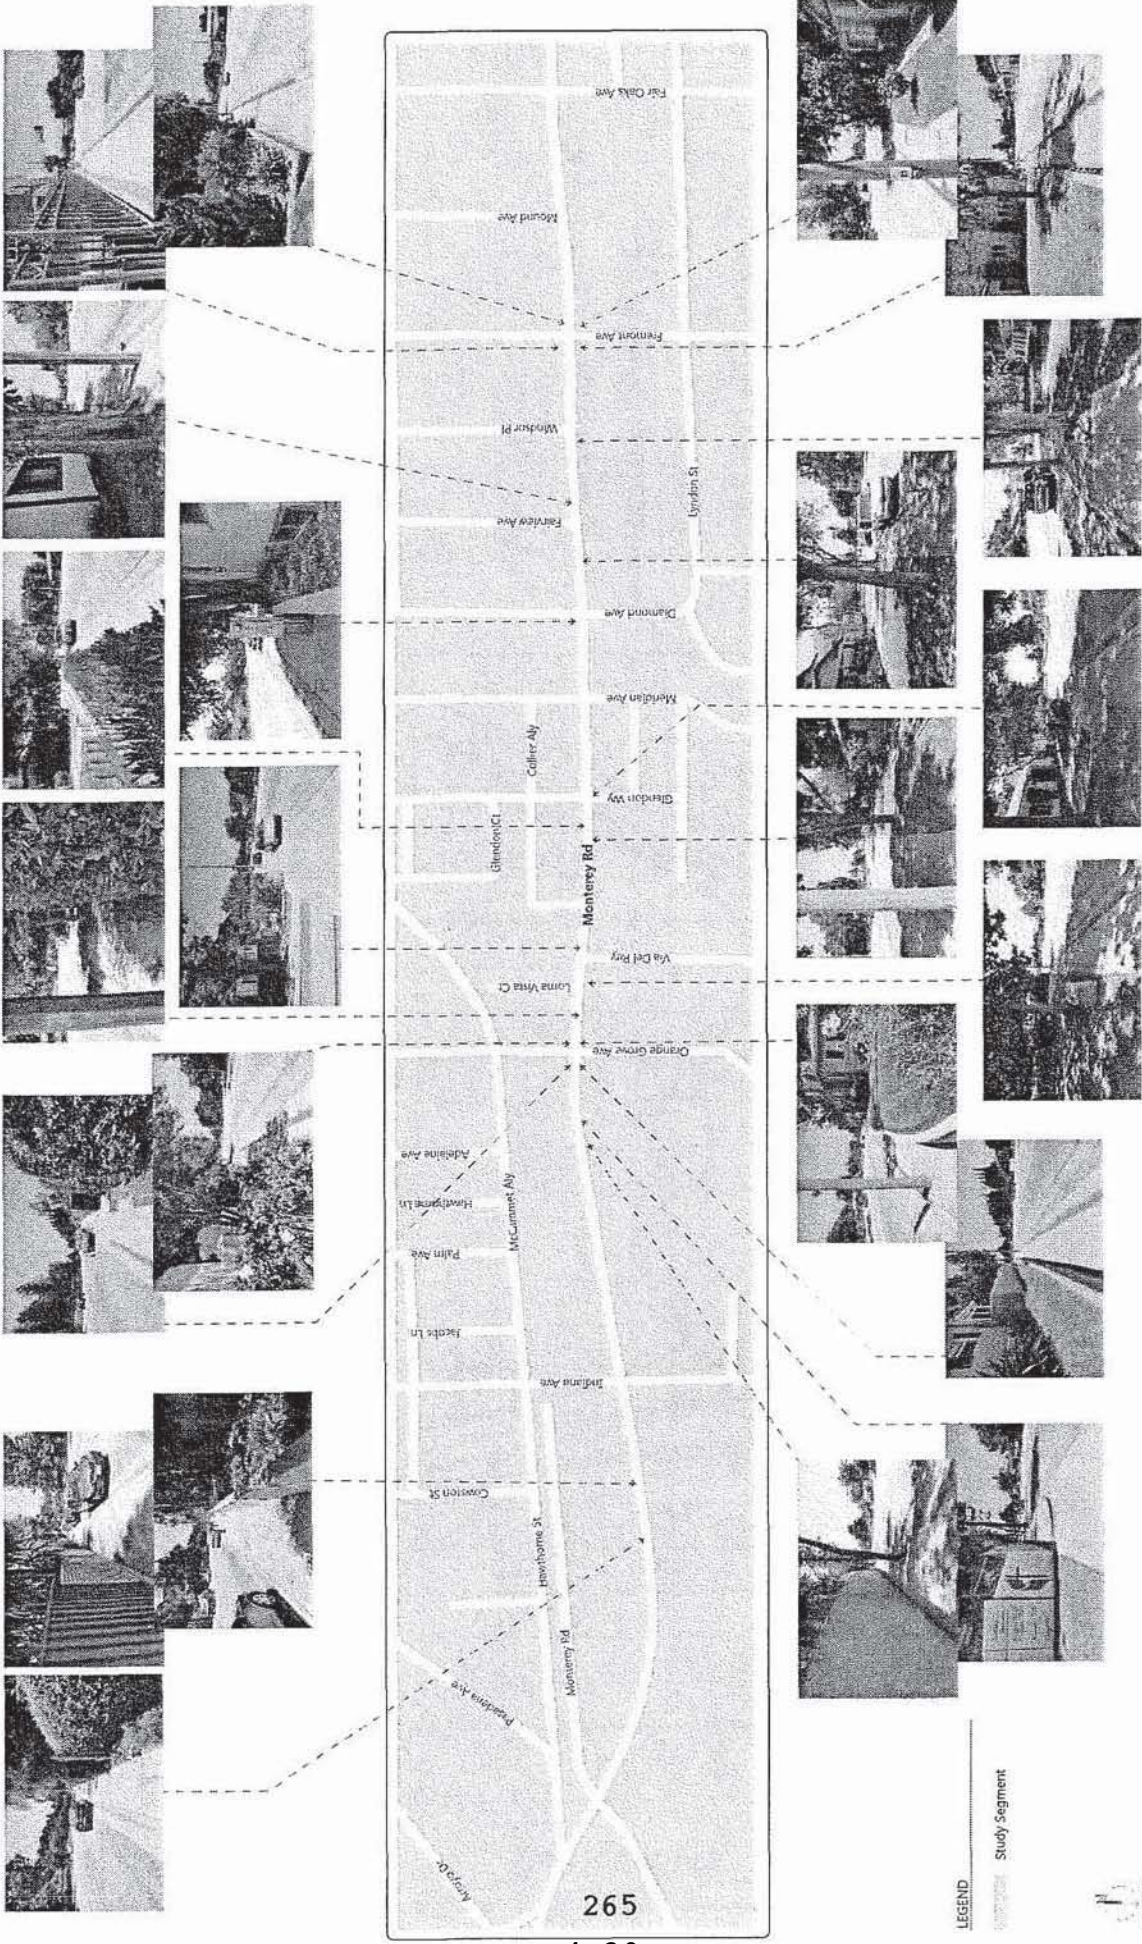 Fair Oaks Ave
Mound Ave
Fremont Ave
Windsor Pl
Lyndon St
Fairview Ave
Diamond Ave
Meridian Ave
Collier Aly
Glendon Wy
Glendon Ct
Monterey Rd
Via Del Rey
Loma Vista Ct
Orange Grove Ave
Adelaine Ave
Hawthorne Ln
McCamment Aly
Palm Ave
Jacobs Ln
Indiana Ave
Cawston St
Hawthorne St
Monterey Rd
Pasadena Ave
Arroyo Dr
265
LEGEND
Study Segment
N